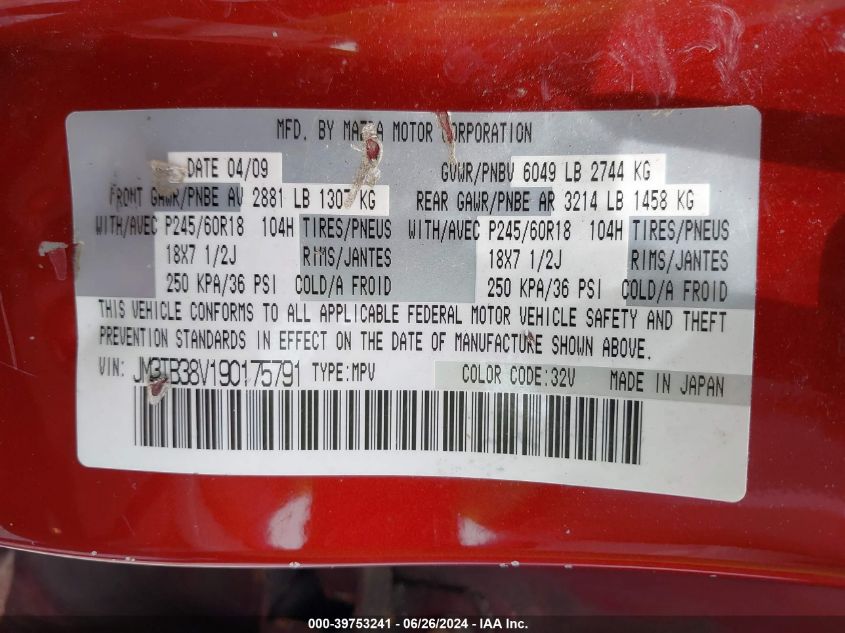 MFD. BY MAZDA MOTOR CORPORATION
DATE 04/09 GVWR/PNBV 6049 LB 2744 KG
FRONT GAWR/PNBE AV 2881 LB 1307 KG REAR GAWR/PNBE AR 3214 LB 1458 KG
WITH/AVEC P245/60R18 104H TIRES/PNEUS WITH/AVEC P245/60R18 104H TIRES/PNEUS
18X7 1/2J RIMS/JANTES 18X7 1/2J RIMS/JANTES
250 KPA/36 PSI COLD/A FROID 250 KPA/36 PSI COLD/A FROID
THIS VEHICLE CONFORMS TO ALL APPLICABLE FEDERAL MOTOR VEHICLE SAFETY AND THEFT
PREVENTION STANDARDS IN EFFECT ON THE DATE OF MANUFACTURE SHOWN ABOVE.
VIN: JM3TB38V190175791 TYPE:MPV COLOR CODE:32V MADE IN JAPAN
000-39753241 - 06/26/2024 - IAA Inc.